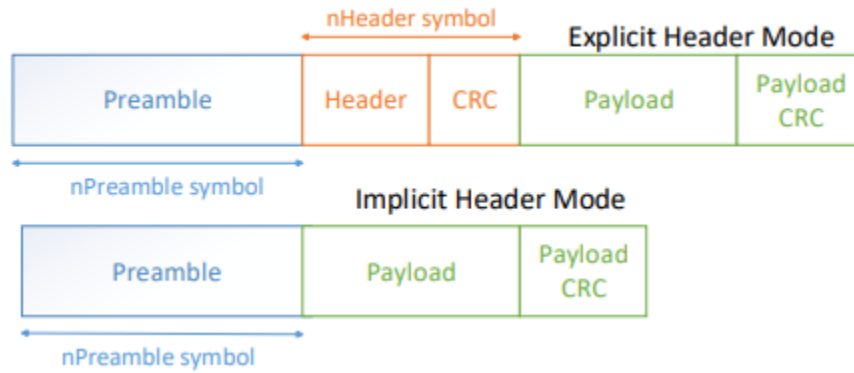 nHeader symbol
Explicit Header Mode
Preamble
Header
CRC
Payload
Payload
CRC
nPreamble symbol
Implicit Header Mode
Preamble
Payload
Payload
CRC
nPreamble symbol